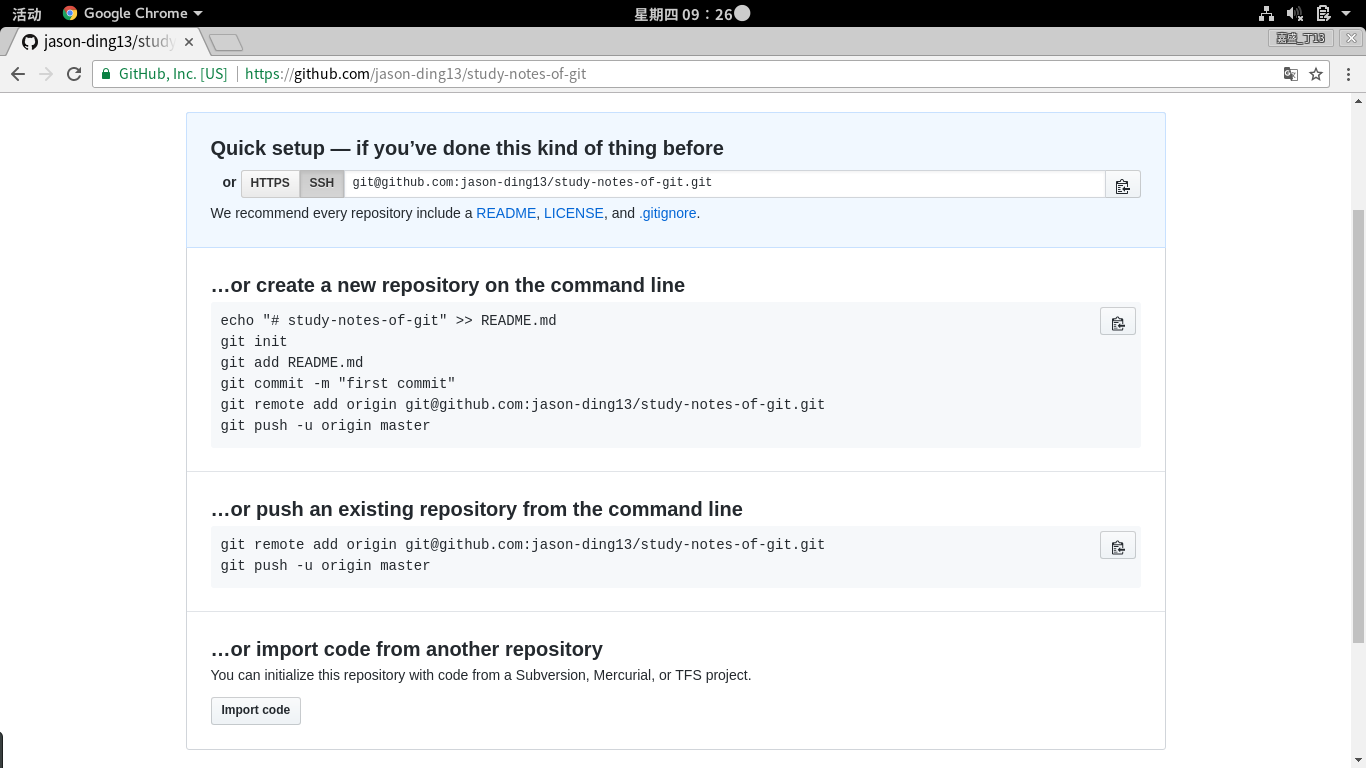 活动 Google Chrome 星期四 09：26
jason-ding13/study
GitHub, Inc. [US] https://github.com/jason-ding13/study-notes-of-git
Quick setup — if you’ve done this kind of thing before
or HTTPS SSH git@github.com:jason-ding13/study-notes-of-git.git
We recommend every repository include a README, LICENSE, and .gitignore.
…or create a new repository on the command line
echo "# study-notes-of-git" >> README.md
git init
git add README.md
git commit -m "first commit"
git remote add origin git@github.com:jason-ding13/study-notes-of-git.git
git push -u origin master
…or push an existing repository from the command line
git remote add origin git@github.com:jason-ding13/study-notes-of-git.git
git push -u origin master
…or import code from another repository
You can initialize this repository with code from a Subversion, Mercurial, or TFS project.
Import code